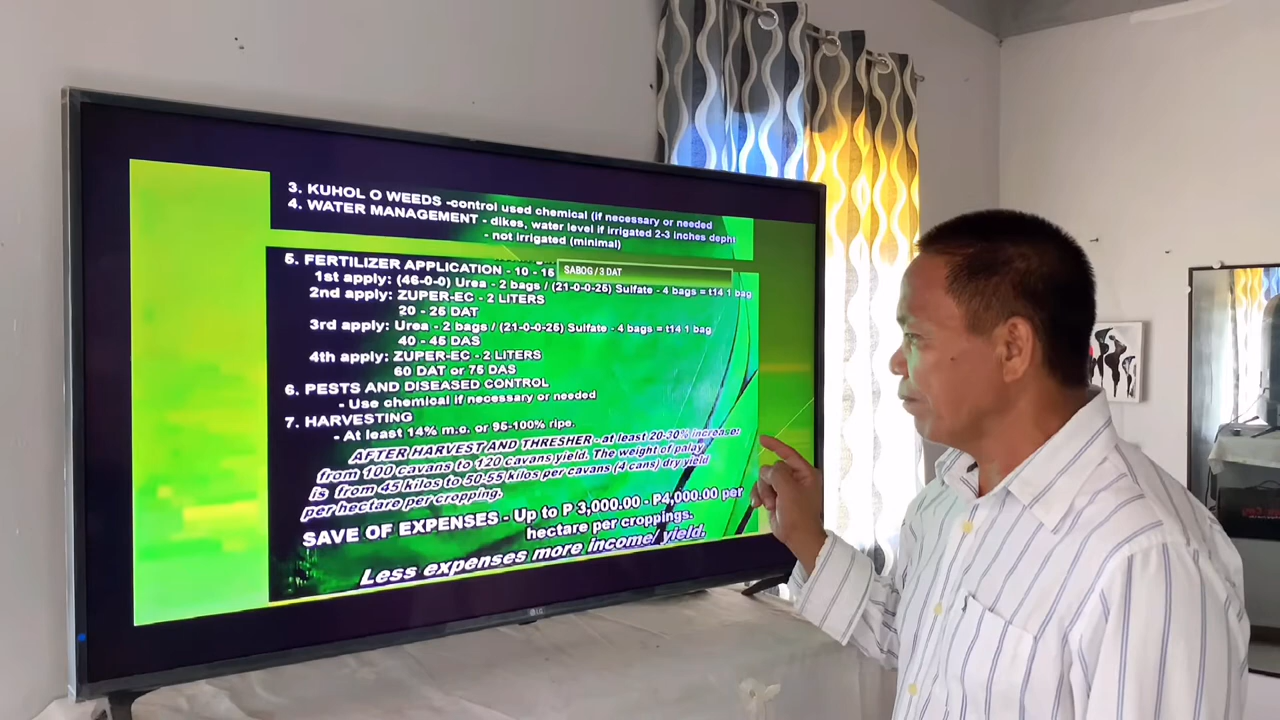 3. KUHOL O WEEDS -control used chemical (if necessary or needed
4. WATER MANAGEMENT - dikes, water level if irrigated 2-3 inches depht
- not irrigated (minimal)
5. FERTILIZER APPLICATION - 10 - 15
SABOG / 3 DAT
1st apply: (46-0-0) Urea - 2 bags / (21-0-0-25) Sulfate - 4 bags = t14 1 bag
2nd apply: ZUPER-EC - 2 LITERS
20 - 25 DAT
3rd apply: Urea - 2 bags / (21-0-0-25) Sulfate - 4 bags = t14 1 bag
40 - 45 DAS
4th apply: ZUPER-EC - 2 LITERS
60 DAT or 75 DAS
6. PESTS AND DISEASED CONTROL
- Use chemical if necessary or needed
7. HARVESTING
- At least 14% m.c. or 95-100% ripe.
AFTER HARVEST AND THRESHER - at least 20-30% increase:
from 100 cavans to 120 cavans yield. The weight of palay
is from 45 kilos to 50-55 kilos per cavans (4 cans) dry yield
per hectare per cropping.
SAVE OF EXPENSES - Up to P 3,000.00 - P4,000.00 per
hectare per croppings.
Less expenses more income/ yield.
LG